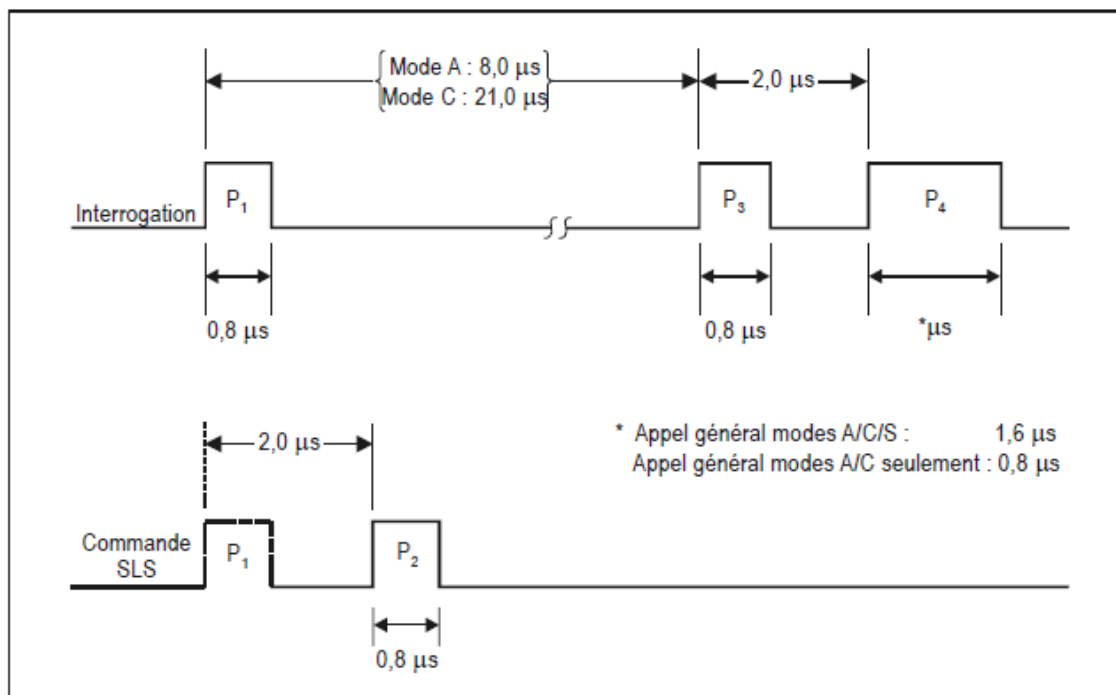 Mode A : 8,0 µs
Mode C : 21,0 µs
2,0 µs
Interrogation
P₁
P₃
P₄
0,8 µs
0,8 µs
*µs
2,0 µs
* Appel général modes A/C/S : 1,6 µs
Appel général modes A/C seulement : 0,8 µs
Commande
SLS
P₁
P₂
0,8 µs